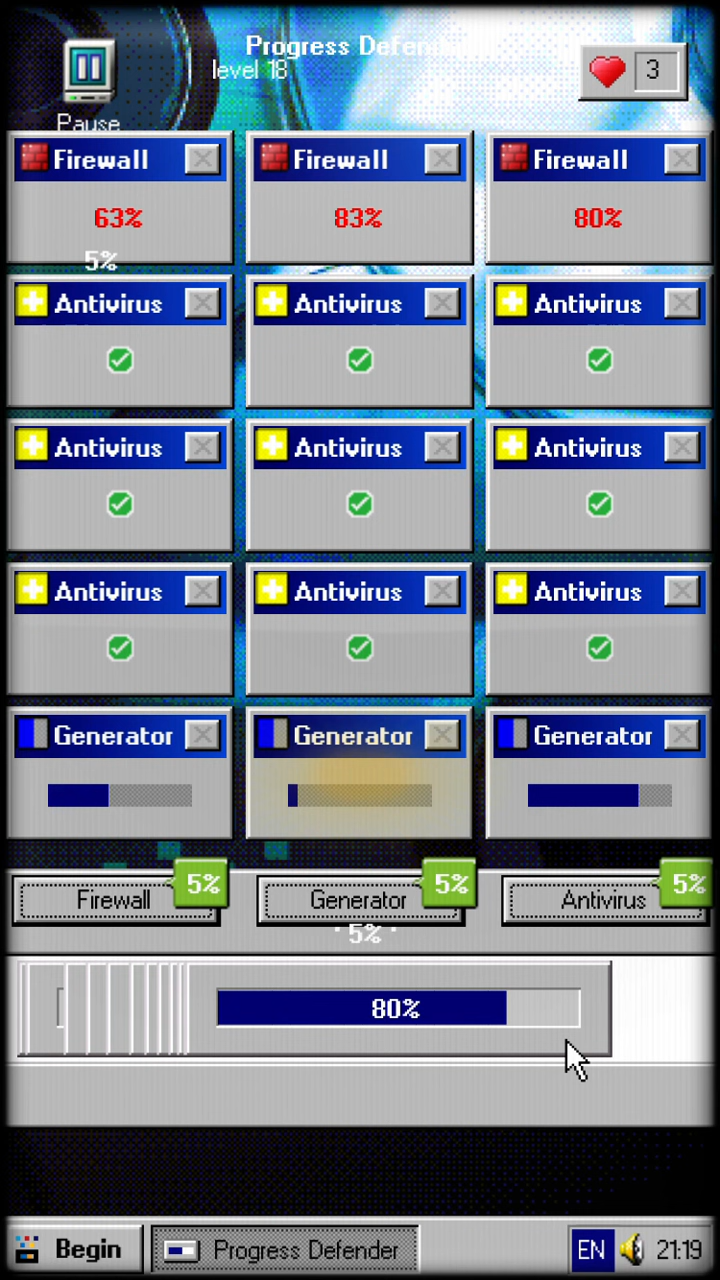 Progress Defen
level 18
3
Pause
Firewall Firewall Firewall
63% 83% 80%
5%
Antivirus Antivirus Antivirus
Antivirus Antivirus Antivirus
Antivirus Antivirus Antivirus
Generator Generator Generator
5% 5% 5%
Firewall Generator Antivirus
5%
80%
Begin Progress Defender EN 21:19